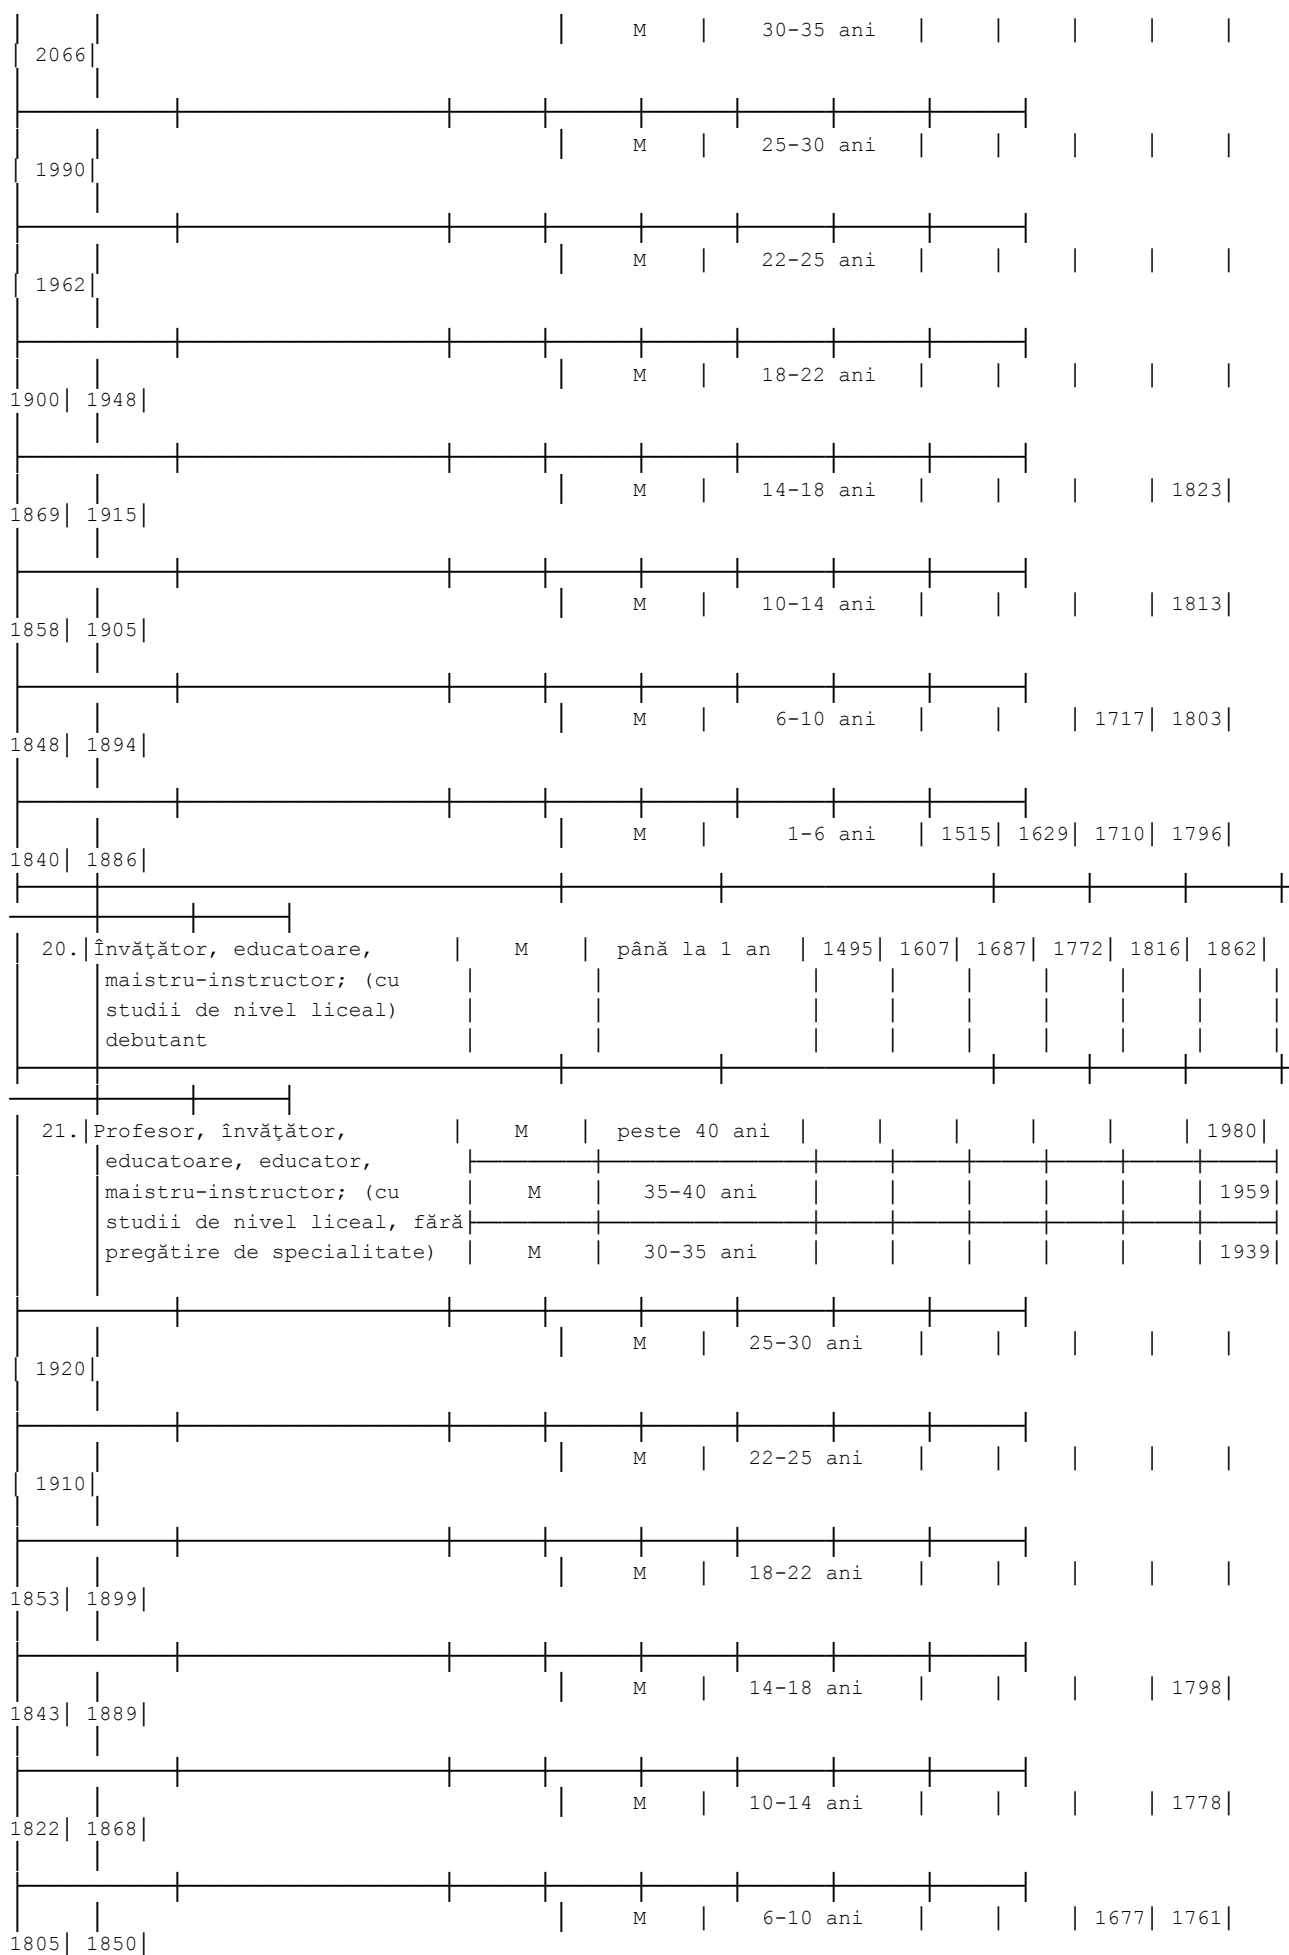 M 30-35 ani
2066
M 25-30 ani
1990
M 22-25 ani
1962
M 18-22 ani
1900| 1948|
M 14-18 ani | 1823|
1869| 1915|
M 10-14 ani | 1813|
1858| 1905|
M 6-10 ani | 1717| 1803|
1848| 1894|
M 1-6 ani | 1515| 1629| 1710| 1796|
1840| 1886|
20.|Învăţător, educatoare, | M | până la 1 an | 1495| 1607| 1687| 1772| 1816| 1862|
maistru-instructor; (cu
studii de nivel liceal)
debutant
21.|Profesor, învăţător, | M | peste 40 ani | 1980|
educatoare, educator,
maistru-instructor; (cu | M | 35-40 ani | 1959|
studii de nivel liceal, fără
pregătire de specialitate) | M | 30-35 ani | 1939|
M 25-30 ani
1920
M 22-25 ani
1910
M 18-22 ani
1853| 1899|
M 14-18 ani | 1798|
1843| 1889|
M 10-14 ani | 1778|
1822| 1868|
M 6-10 ani | 1677| 1761|
1805| 1850|